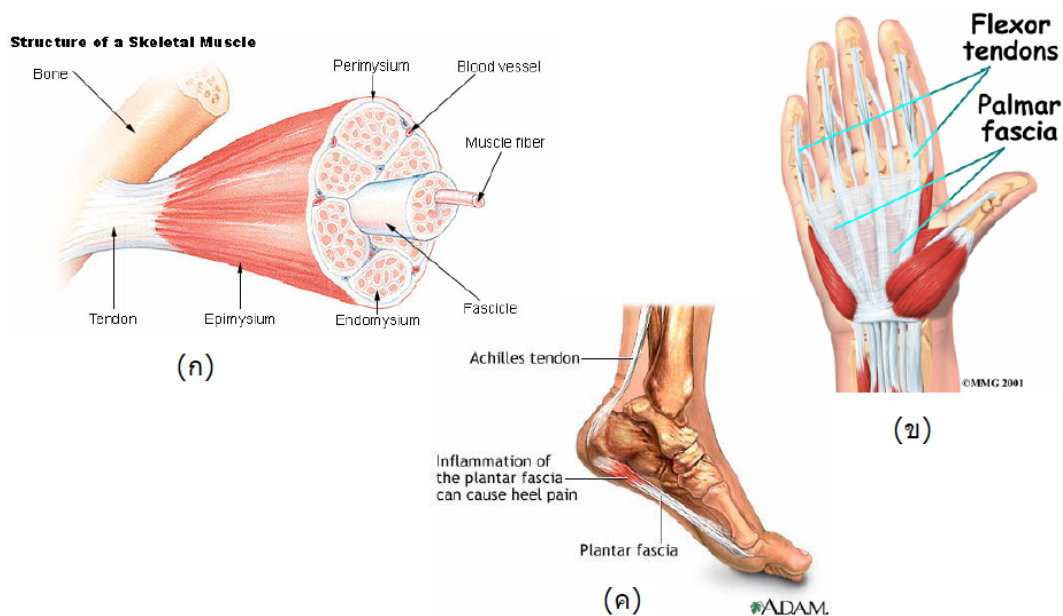 Structure of a Skeletal Muscle
Bone
Perimysium
Blood vessel
Muscle fiber
Tendon
Epimysium
Endomysium
Fascicle
(ก)
Flexor
tendons
Palmar
fascia
©MMG 2001
(ข)
Achilles tendon
Inflammation of
the plantar fascia
can cause heel pain
Plantar fascia
(ค)
ADAM.